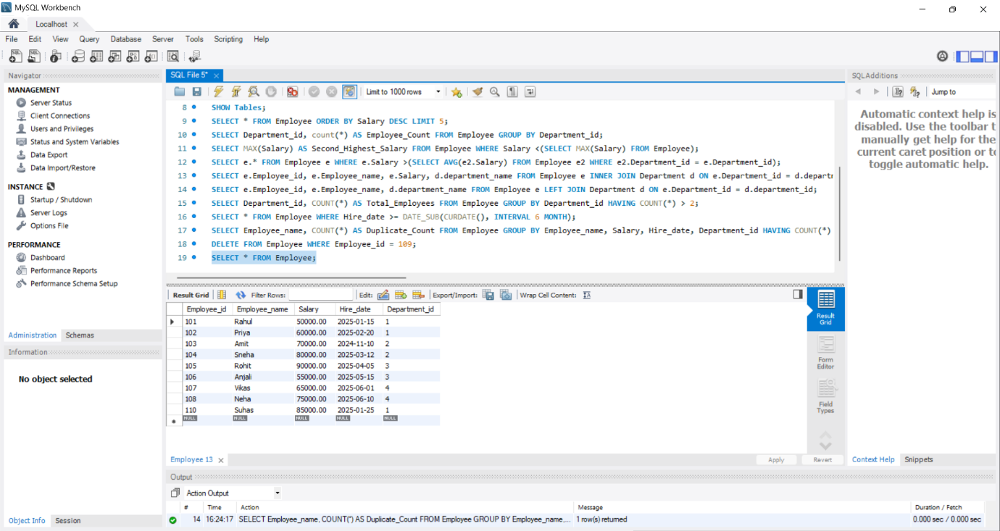 MySQL Workbench
Localhost
File Edit View Query Database Server Tools Scripting Help
Navigator
MANAGEMENT
Server Status
Client Connections
Users and Privileges
Status and System Variables
Data Export
Data Import/Restore
INSTANCE
Startup / Shutdown
Server Logs
Options File
PERFORMANCE
Dashboard
Performance Reports
Performance Schema Setup
Administration Schemas
Information
No object selected
Object Info Session
SQL File 5*
Limit to 1000 rows
8 SHOW Tables;
9 SELECT * FROM Employee ORDER BY Salary DESC LIMIT 5;
10 SELECT Department_id, count(*) AS Employee_Count FROM Employee GROUP BY Department_id;
11 SELECT MAX(Salary) AS Second_Highest_Salary FROM Employee WHERE Salary <(SELECT MAX(Salary) FROM Employee);
12 SELECT e.* FROM Employee e WHERE e.Salary >(SELECT AVG(e2.Salary) FROM Employee e2 WHERE e2.Department_id = e.Department_id);
13 SELECT e.Employee_id, e.Employee_name, e.Salary, d.department_name FROM Employee e INNER JOIN Department d ON e.Department_id = d.departm
14 SELECT e.Employee_id, e.Employee_name, d.department_name FROM Employee e LEFT JOIN Department d ON e.Department_id = d.department_id;
15 SELECT Department_id, COUNT(*) AS Total_Employees FROM Employee GROUP BY Department_id HAVING COUNT(*) > 2;
16 SELECT * FROM Employee WHERE Hire_date >= DATE_SUB(CURDATE(), INTERVAL 6 MONTH);
17 SELECT Employee_name, COUNT(*) AS Duplicate_Count FROM Employee GROUP BY Employee_name, Salary, Hire_date, Department_id HAVING COUNT(*)
18 DELETE FROM Employee WHERE Employee_id = 109;
19 SELECT * FROM Employee;
Result Grid Filter Rows: Edit: Export/Import: Wrap Cell Content:
Employee_id Employee_name Salary Hire_date Department_id
101 Rahul 50000.00 2025-01-15 1
102 Priya 60000.00 2025-02-20 1
103 Amit 70000.00 2024-11-10 2
104 Sneha 80000.00 2025-03-12 2
105 Rohit 90000.00 2025-04-05 3
106 Anjali 55000.00 2025-05-15 3
107 Vikas 65000.00 2025-06-01 4
108 Neha 75000.00 2025-06-10 4
110 Suhas 85000.00 2025-01-25 1
NULL NULL NULL NULL NULL
Result
Grid
Form
Editor
Field
Types
Employee 13
Apply Revert
SQLAdditions
Jump to
Automatic context help is
disabled. Use the toolbar t
manually get help for the
current caret position or to
toggle automatic help.
Context Help Snippets
Output
Action Output
# Time Action Message Duration / Fetch
14 16:24:17 SELECT Employee_name, COUNT(*) AS Duplicate_Count FROM Employee GROUP BY Employee_name,... 1 row(s) returned 0.000 sec / 0.000 sec